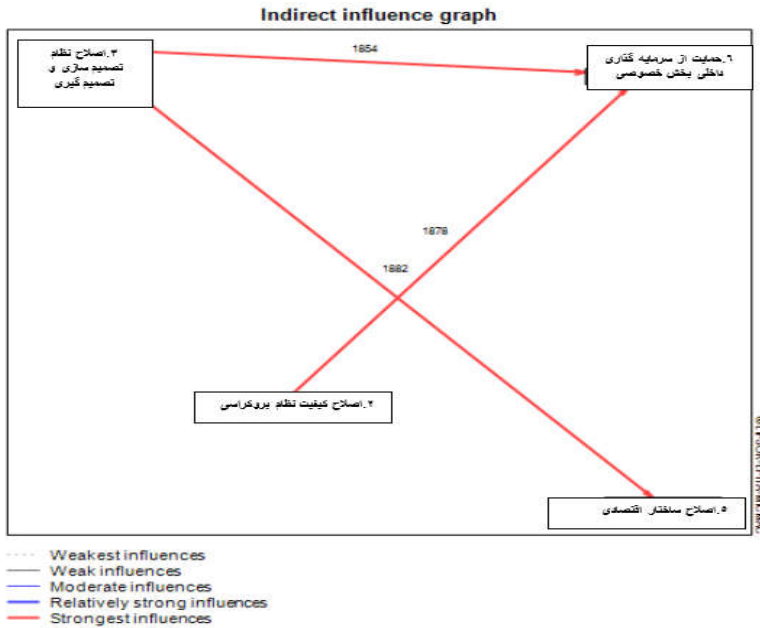 Indirect influence graph
۳.اصلاح نظام
تصمیم سازی و
تصمیم گیری
1854
۶.حمایت از سرمایه گذاری
داخلی بخش خصوصی
1878
1882
۲.اصلاح کیفیت نظام بروکراسی
۵.اصلاح ساختار اقتصادی
Weakest influences
Weak influences
Moderate influences
Relatively strong influences
Strongest influences